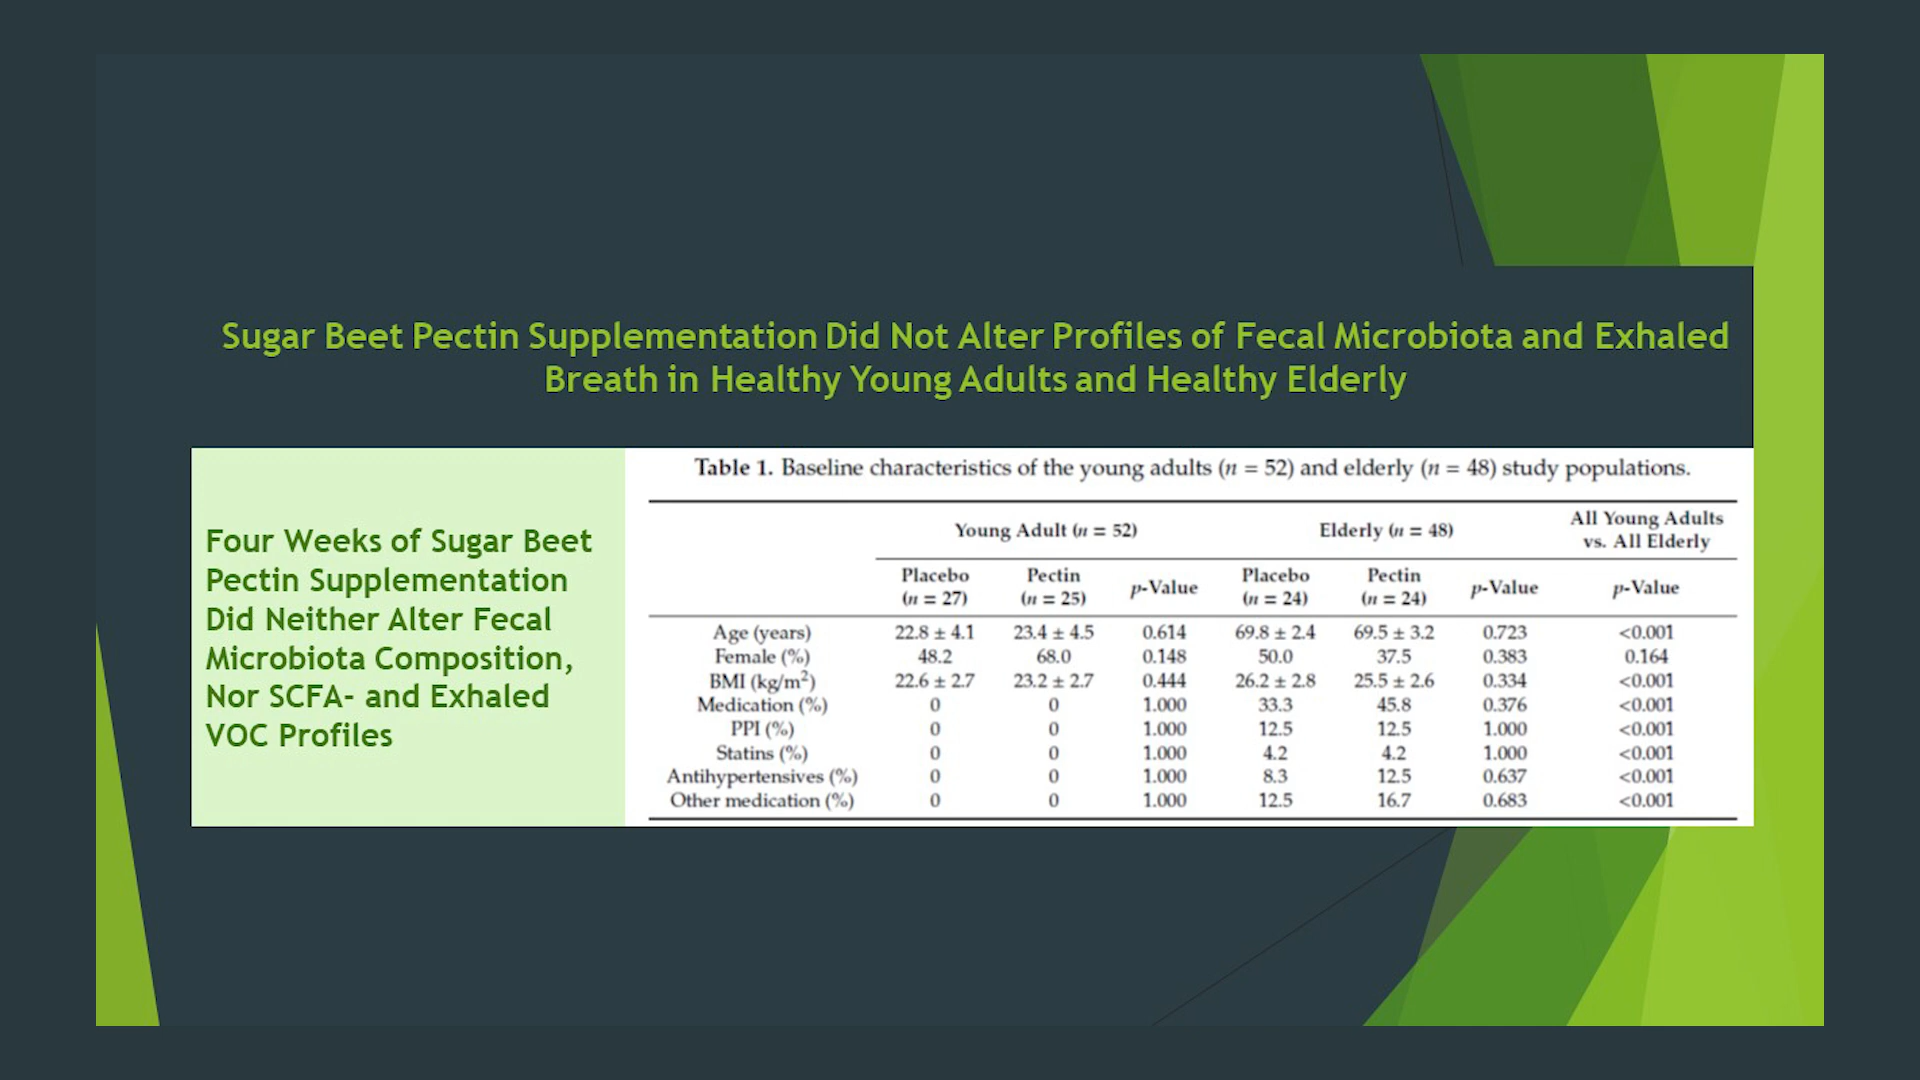 Sugar Beet Pectin Supplementation Did Not Alter Profiles of Fecal Microbiota and Exhaled
Breath in Healthy Young Adults and Healthy Elderly
Four Weeks of Sugar Beet
Pectin Supplementation
Did Neither Alter Fecal
Microbiota Composition,
Nor SCFA- and Exhaled
VOC Profiles
Table 1. Baseline characteristics of the young adults (n = 52) and elderly (n = 48) study populations.
Young Adult (n = 52) Elderly (n = 48) All Young Adults
vs. All Elderly
Placebo Pectin p-Value Placebo Pectin p-Value p-Value
(n = 27) (n = 25) (n = 24) (n = 24)
Age (years) 22.8 ± 4.1 23.4 ± 4.5 0.614 69.8 ± 2.4 69.5 ± 3.2 0.723 <0.001
Female (%) 48.2 68.0 0.148 50.0 37.5 0.383 0.164
BMI (kg/m²) 22.6 ± 2.7 23.2 ± 2.7 0.444 26.2 ± 2.8 25.5 ± 2.6 0.334 <0.001
Medication (%) 0 0 1.000 33.3 45.8 0.376 <0.001
PPI (%) 0 0 1.000 12.5 12.5 1.000 <0.001
Statins (%) 0 0 1.000 4.2 4.2 1.000 <0.001
Antihypertensives (%) 0 0 1.000 8.3 12.5 0.637 <0.001
Other medication (%) 0 0 1.000 12.5 16.7 0.683 <0.001